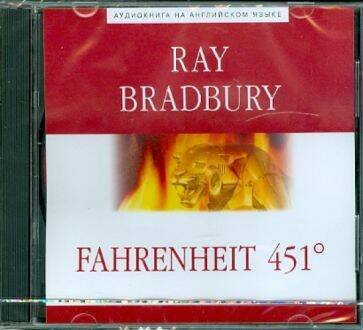 АУДИОКНИГА НА АНГЛИЙСКОМ ЯЗЫКЕ
RAY
BRADBURY
FAHRENHEIT 451°